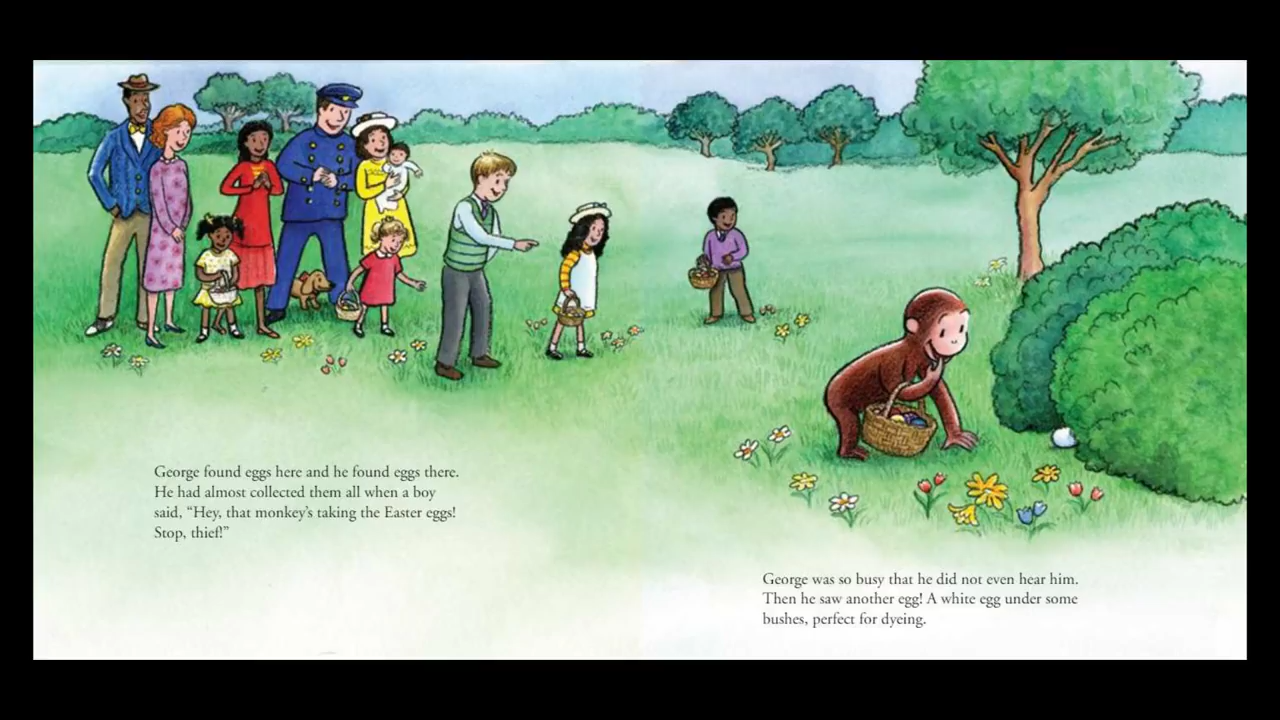 George found eggs here and he found eggs there.
He had almost collected them all when a boy
said, “Hey, that monkey’s taking the Easter eggs!
Stop, thief!”
George was so busy that he did not even hear him.
Then he saw another egg! A white egg under some
bushes, perfect for dyeing.